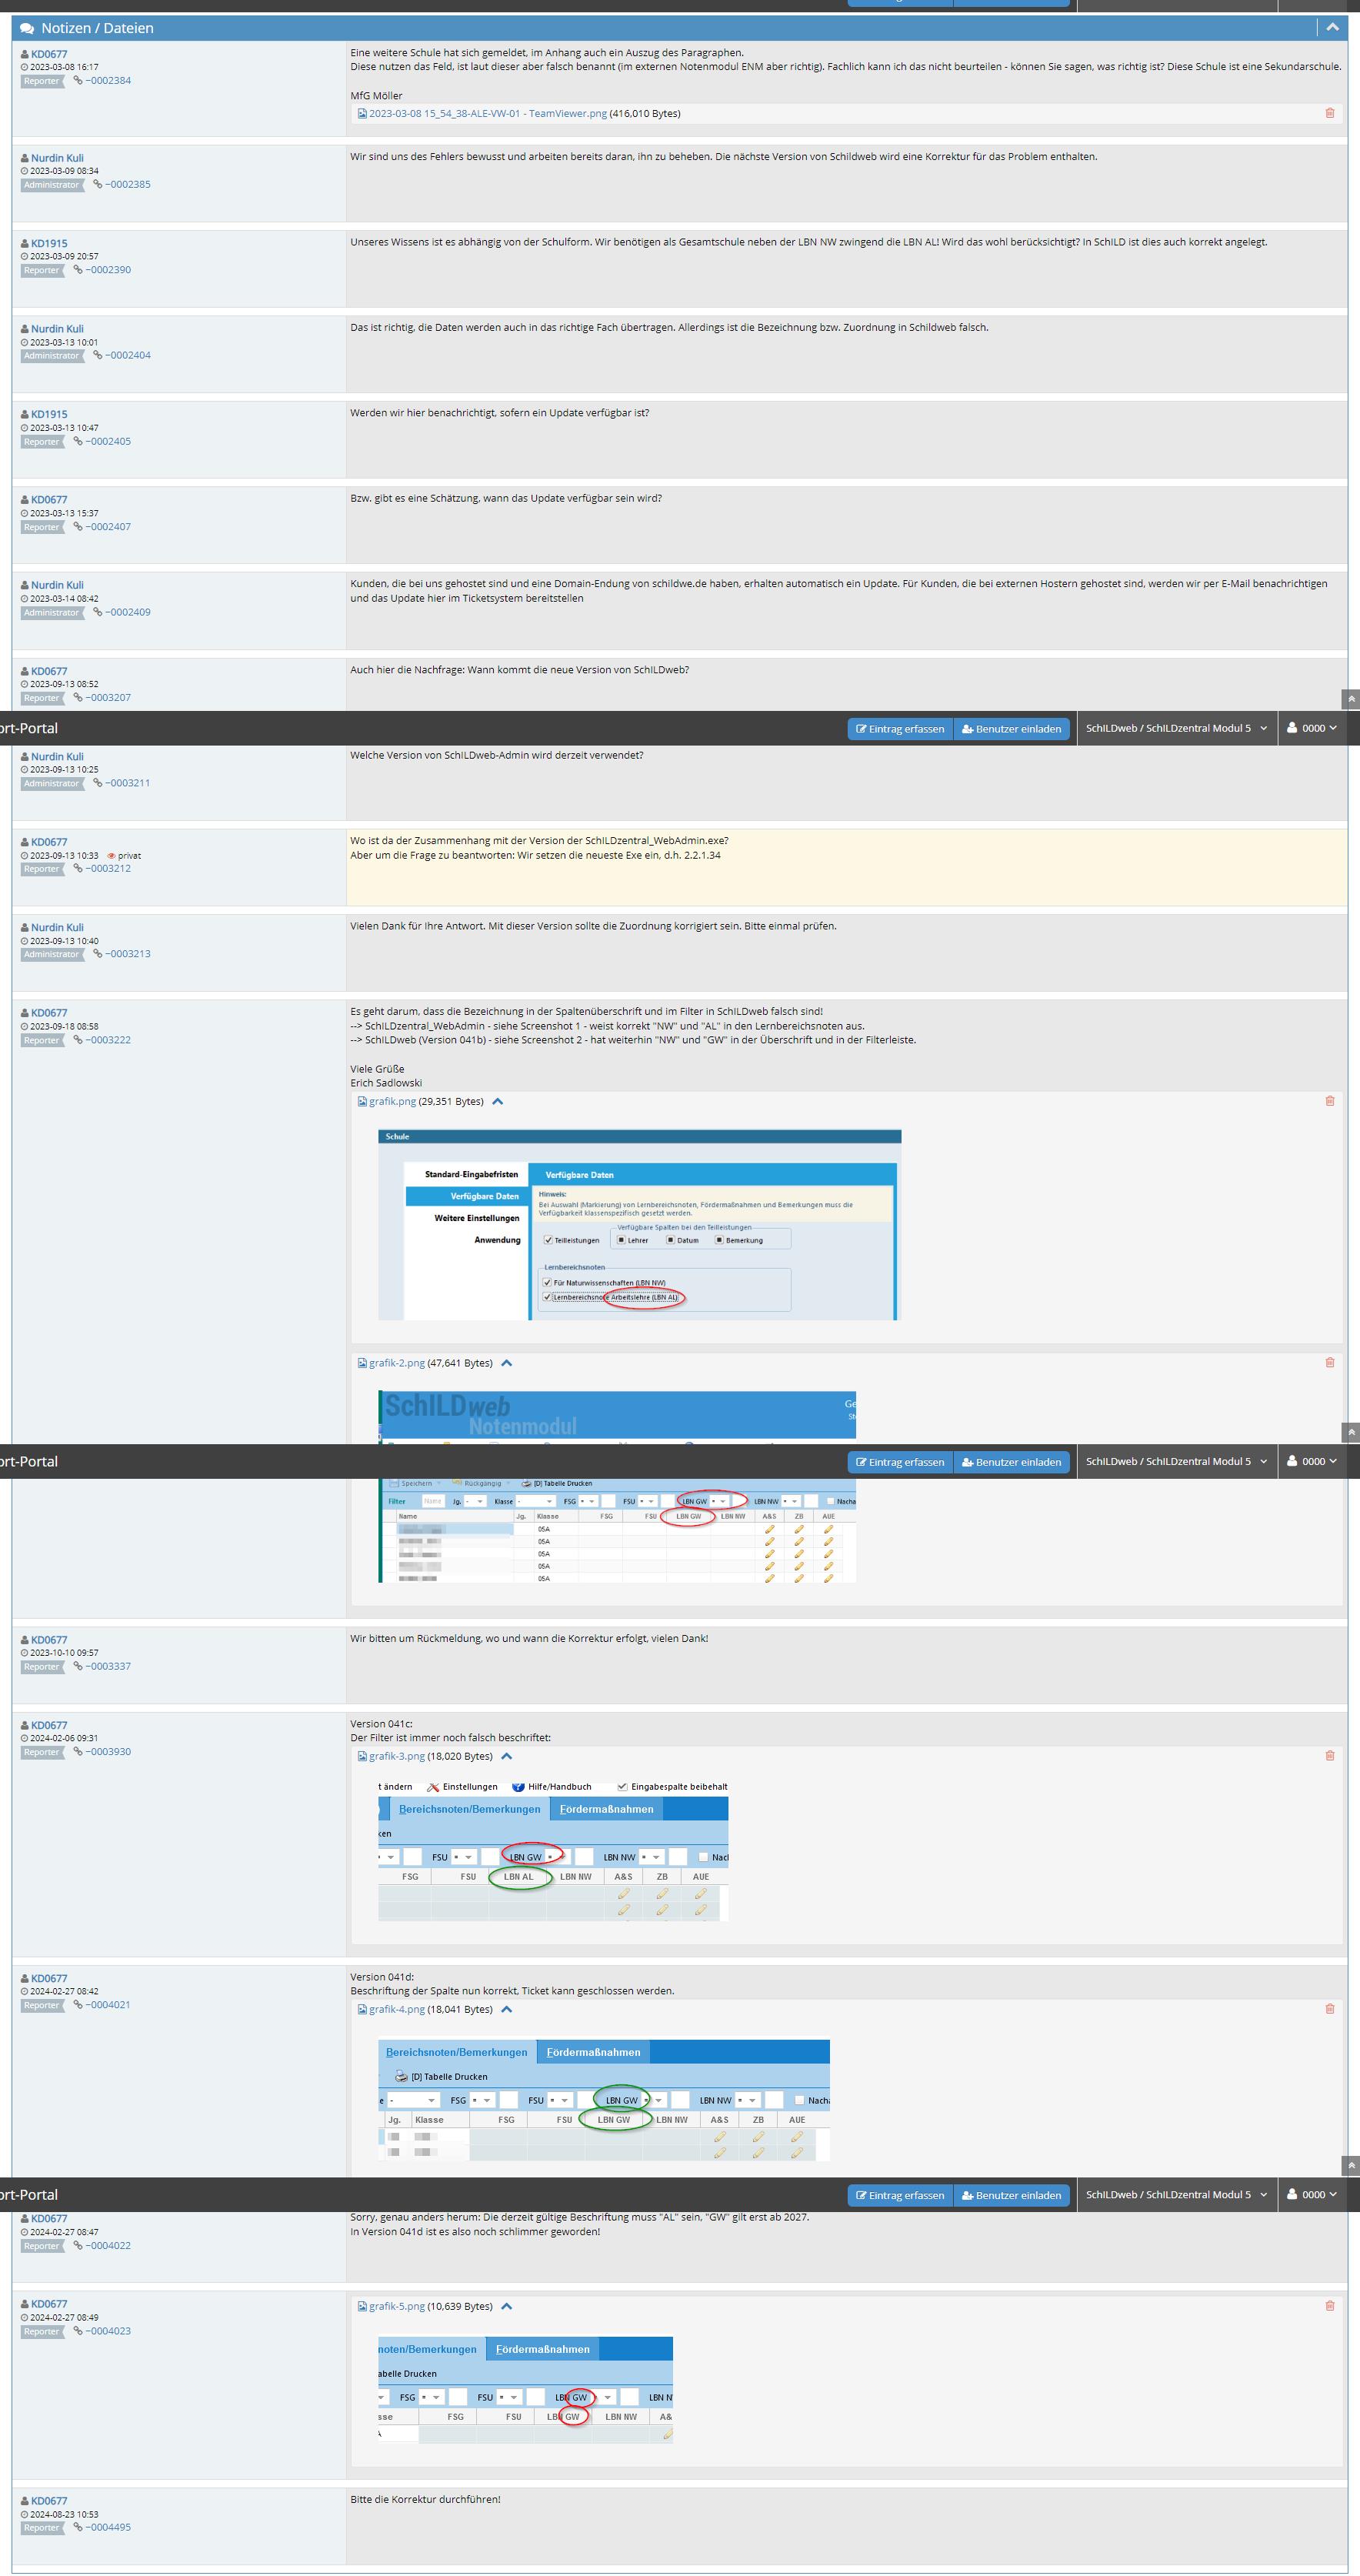 Notizen / Dateien
KD0677
2023-03-08 16:17
Reporter ~0002384
Eine weitere Schule hat sich gemeldet, im Anhang auch ein Auszug des Paragraphen.
Diese nutzen das Feld, ist laut dieser aber falsch benannt (im externen Notenmodul ENM aber richtig). Fachlich kann ich das nicht beurteilen - können Sie sagen, was richtig ist? Diese Schule ist eine Sekundarschule.
MfG Möller
2023-03-08 15_54_38-ALE-VW-01 - TeamViewer.png (416,010 Bytes)
Nurdin Kuli
2023-03-09 08:34
Administrator ~0002385
Wir sind uns des Fehlers bewusst und arbeiten bereits daran, ihn zu beheben. Die nächste Version von Schildweb wird eine Korrektur für das Problem enthalten.
KD1915
2023-03-09 20:57
Reporter ~0002390
Unseres Wissens ist es abhängig von der Schulform. Wir benötigen als Gesamtschule neben der LBN NW zwingend die LBN AL! Wird das wohl berücksichtigt? In SchILD ist dies auch korrekt angelegt.
Nurdin Kuli
2023-03-13 10:01
Administrator ~0002404
Das ist richtig, die Daten werden auch in das richtige Fach übertragen. Allerdings ist die Bezeichnung bzw. Zuordnung in Schildweb falsch.
KD1915
2023-03-13 10:47
Reporter ~0002405
Werden wir hier benachrichtigt, sofern ein Update verfügbar ist?
KD0677
2023-03-13 15:37
Reporter ~0002407
Bzw. gibt es eine Schätzung, wann das Update verfügbar sein wird?
Nurdin Kuli
2023-03-14 08:42
Administrator ~0002409
Kunden, die bei uns gehostet sind und eine Domain-Endung von schildwe.de haben, erhalten automatisch ein Update. Für Kunden, die bei externen Hostern gehostet sind, werden wir per E-Mail benachrichtigen
und das Update hier im Ticketsystem bereitstellen
KD0677
2023-09-13 08:52
Reporter ~0003207
Auch hier die Nachfrage: Wann kommt die neue Version von SchILDweb?
ort-Portal Eintrag erfassen Benutzer einladen SchILDweb / SchILDzentral Modul 5 0000
Nurdin Kuli
2023-09-13 10:25
Administrator ~0003211
Welche Version von SchILDweb-Admin wird derzeit verwendet?
KD0677
2023-09-13 10:33 privat
Reporter ~0003212
Wo ist da der Zusammenhang mit der Version der SchILDzentral_WebAdmin.exe?
Aber um die Frage zu beantworten: Wir setzen die neueste Exe ein, d.h. 2.2.1.34
Nurdin Kuli
2023-09-13 10:40
Administrator ~0003213
Vielen Dank für Ihre Antwort. Mit dieser Version sollte die Zuordnung korrigiert sein. Bitte einmal prüfen.
KD0677
2023-09-18 08:58
Reporter ~0003222
Es geht darum, dass die Bezeichnung in der Spaltenüberschrift und im Filter in SchILDweb falsch sind!
--> SchILDzentral_WebAdmin - siehe Screenshot 1 - weist korrekt "NW" und "AL" in den Lernbereichsnoten aus.
--> SchILDweb (Version 041b) - siehe Screenshot 2 - hat weiterhin "NW" und "GW" in der Überschrift und in der Filterleiste.
Viele Grüße
Erich Sadlowski
grafik.png (29,351 Bytes)
Schule
Standard-Eingabefristen
Verfügbare Daten
Weitere Einstellungen
Anwendung
Verfügbare Daten
Hinweis:
Bei Auswahl (Markierung) von Lernbereichsnoten, Fördermaßnahmen und Bemerkungen muss die
Verfügbarkeit klassenspezifisch gesetzt werden.
Verfügbare Spalten bei den Teilleistungen
Teilleistungen Lehrer Datum Bemerkung
Lernbereichsnoten
Für Naturwissenschaften (LBN NW)
Lernbereichsnote Arbeitslehre (LBN AL)
grafik-2.png (47,641 Bytes)
SchILDweb
Notenmodul
Ge
St
ort-Portal Eintrag erfassen Benutzer einladen SchILDweb / SchILDzentral Modul 5 0000
Speichern Rückgängig [D] Tabelle Drucken
Filter Name Jg. - Klasse - FSG * FSU * LBN GW * LBN NW * Nacha
Name Jg. Klasse FSG FSU LBN GW LBN NW A&S ZB AUE
05A
05A
05A
05A
05A
KD0677
2023-10-10 09:57
Reporter ~0003337
Wir bitten um Rückmeldung, wo und wann die Korrektur erfolgt, vielen Dank!
KD0677
2024-02-06 09:31
Reporter ~0003930
Version 041c:
Der Filter ist immer noch falsch beschriftet:
grafik-3.png (18,020 Bytes)
t ändern Einstellungen Hilfe/Handbuch Eingabespalte beibehalt
Bereichsnoten/Bemerkungen Fördermaßnahmen
ken
* FSU * LBN GW * LBN NW * Nacl
FSG FSU LBN AL LBN NW A&S ZB AUE
KD0677
2024-02-27 08:42
Reporter ~0004021
Version 041d:
Beschriftung der Spalte nun korrekt, Ticket kann geschlossen werden.
grafik-4.png (18,041 Bytes)
Bereichsnoten/Bemerkungen Fördermaßnahmen
[D] Tabelle Drucken
e - FSG * FSU * LBN GW * LBN NW * Nacha
Jg. Klasse FSG FSU LBN GW LBN NW A&S ZB AUE
ort-Portal Eintrag erfassen Benutzer einladen SchILDweb / SchILDzentral Modul 5 0000
KD0677
2024-02-27 08:47
Reporter ~0004022
Sorry, genau anders herum: Die derzeit gültige Beschriftung muss "AL" sein, "GW" gilt erst ab 2027.
In Version 041d ist es also noch schlimmer geworden!
KD0677
2024-02-27 08:49
Reporter ~0004023
grafik-5.png (10,639 Bytes)
noten/Bemerkungen Fördermaßnahmen
abelle Drucken
FSG * FSU * LBN GW * LBN N
sse FSG FSU LBN GW LBN NW A&
A
KD0677
2024-08-23 10:53
Reporter ~0004495
Bitte die Korrektur durchführen!